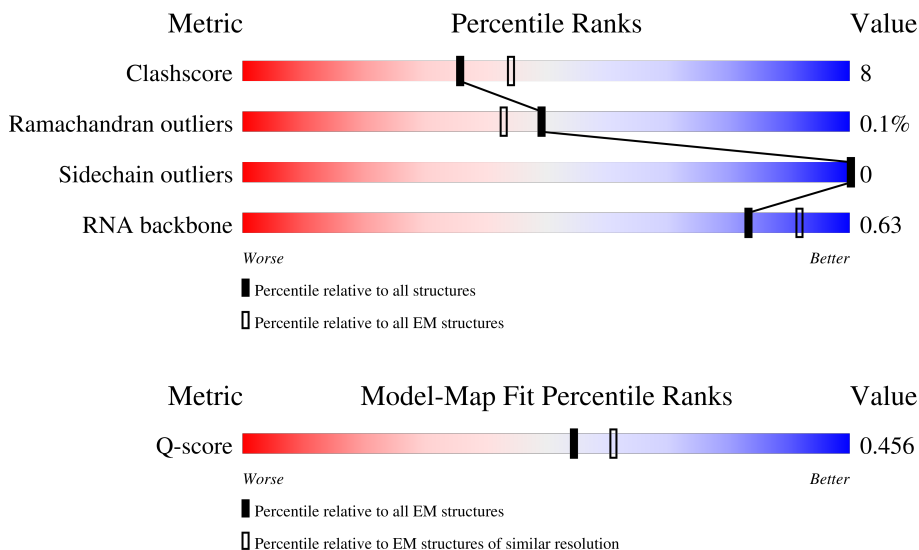 Metric Percentile Ranks Value
Clashscore 8
Ramachandran outliers 0.1%
Sidechain outliers 0
RNA backbone 0.63
Worse Better
Percentile relative to all structures
Percentile relative to all EM structures
Metric Model-Map Fit Percentile Ranks Value
Q-score 0.456
Worse Better
Percentile relative to all EM structures
Percentile relative to EM structures of similar resolution